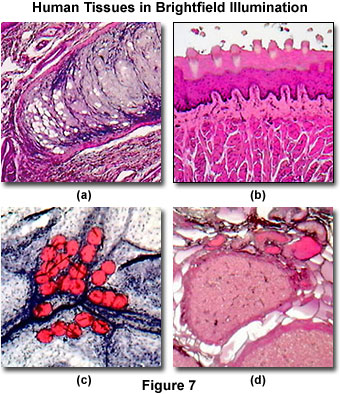 Human Tissues in Brightfield Illumination
(a)
(b)
(c)
(d)
Figure 7